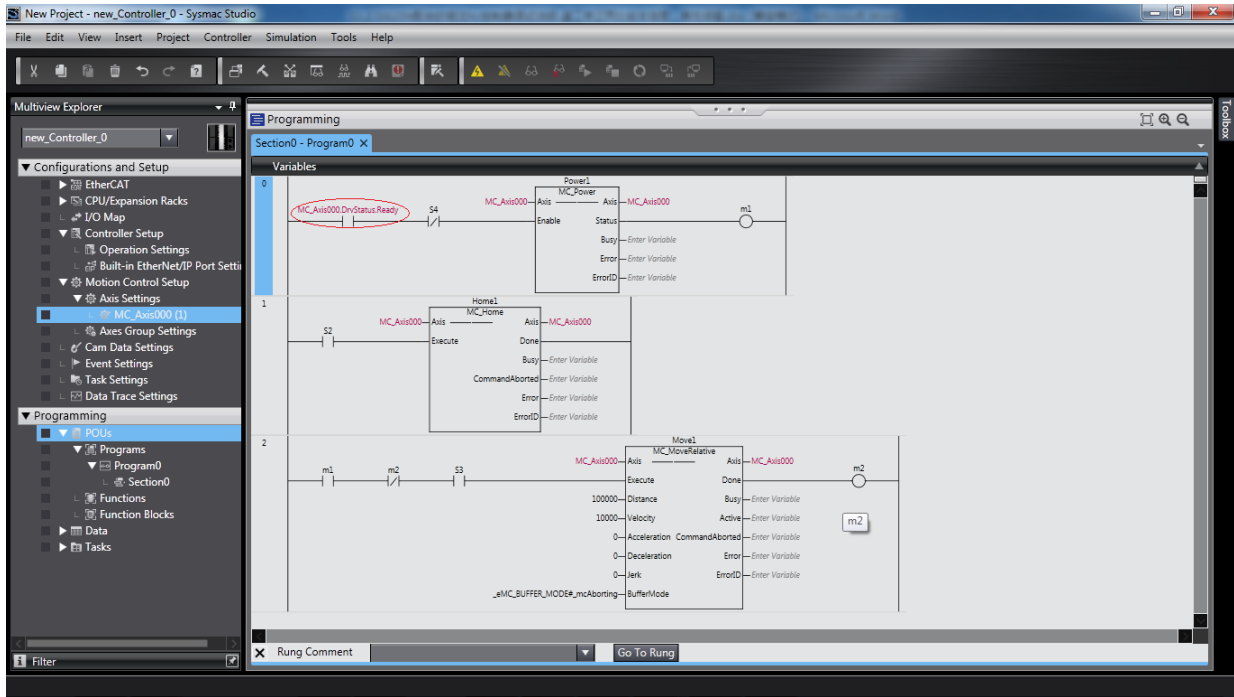 New Project - new_Controller_0 - Sysmac Studio
File Edit View Insert Project Controller Simulation Tools Help
Multiview Explorer
new_Controller_0
Configurations and Setup
EtherCAT
CPU/Expansion Racks
I/O Map
Controller Setup
Operation Settings
Built-in EtherNet/IP Port Setti
Motion Control Setup
Axis Settings
MC_Axis000 (1)
Axes Group Settings
Cam Data Settings
Event Settings
Task Settings
Data Trace Settings
Programming
POUs
Programs
Program0
Section0
Functions
Function Blocks
Data
Tasks
Filter
Programming
Section0 - Program0 X
Variables
0
Power1
MC_Power
MC_Axis000.DrvStatus.Ready S4 MC_Axis000 Axis Axis MC_Axis000 m1
Enable Status
Busy Enter Variable
Error Enter Variable
ErrorID Enter Variable
1
Home1
MC_Home
MC_Axis000 Axis Axis MC_Axis000
S2 Execute Done
Busy Enter Variable
CommandAborted Enter Variable
Error Enter Variable
ErrorID Enter Variable
2
Move1
MC_MoveRelative
MC_Axis000 Axis Axis MC_Axis000
m1 m2 S3 Execute Done m2
100000 Distance Busy Enter Variable
10000 Velocity Active Enter Variable
m2
0 Acceleration CommandAborted Enter Variable
0 Deceleration Error Enter Variable
0 Jerk ErrorID Enter Variable
_eMC_BUFFER_MODE#_mcAborting BufferMode
X Rung Comment Go To Rung
Toolbox